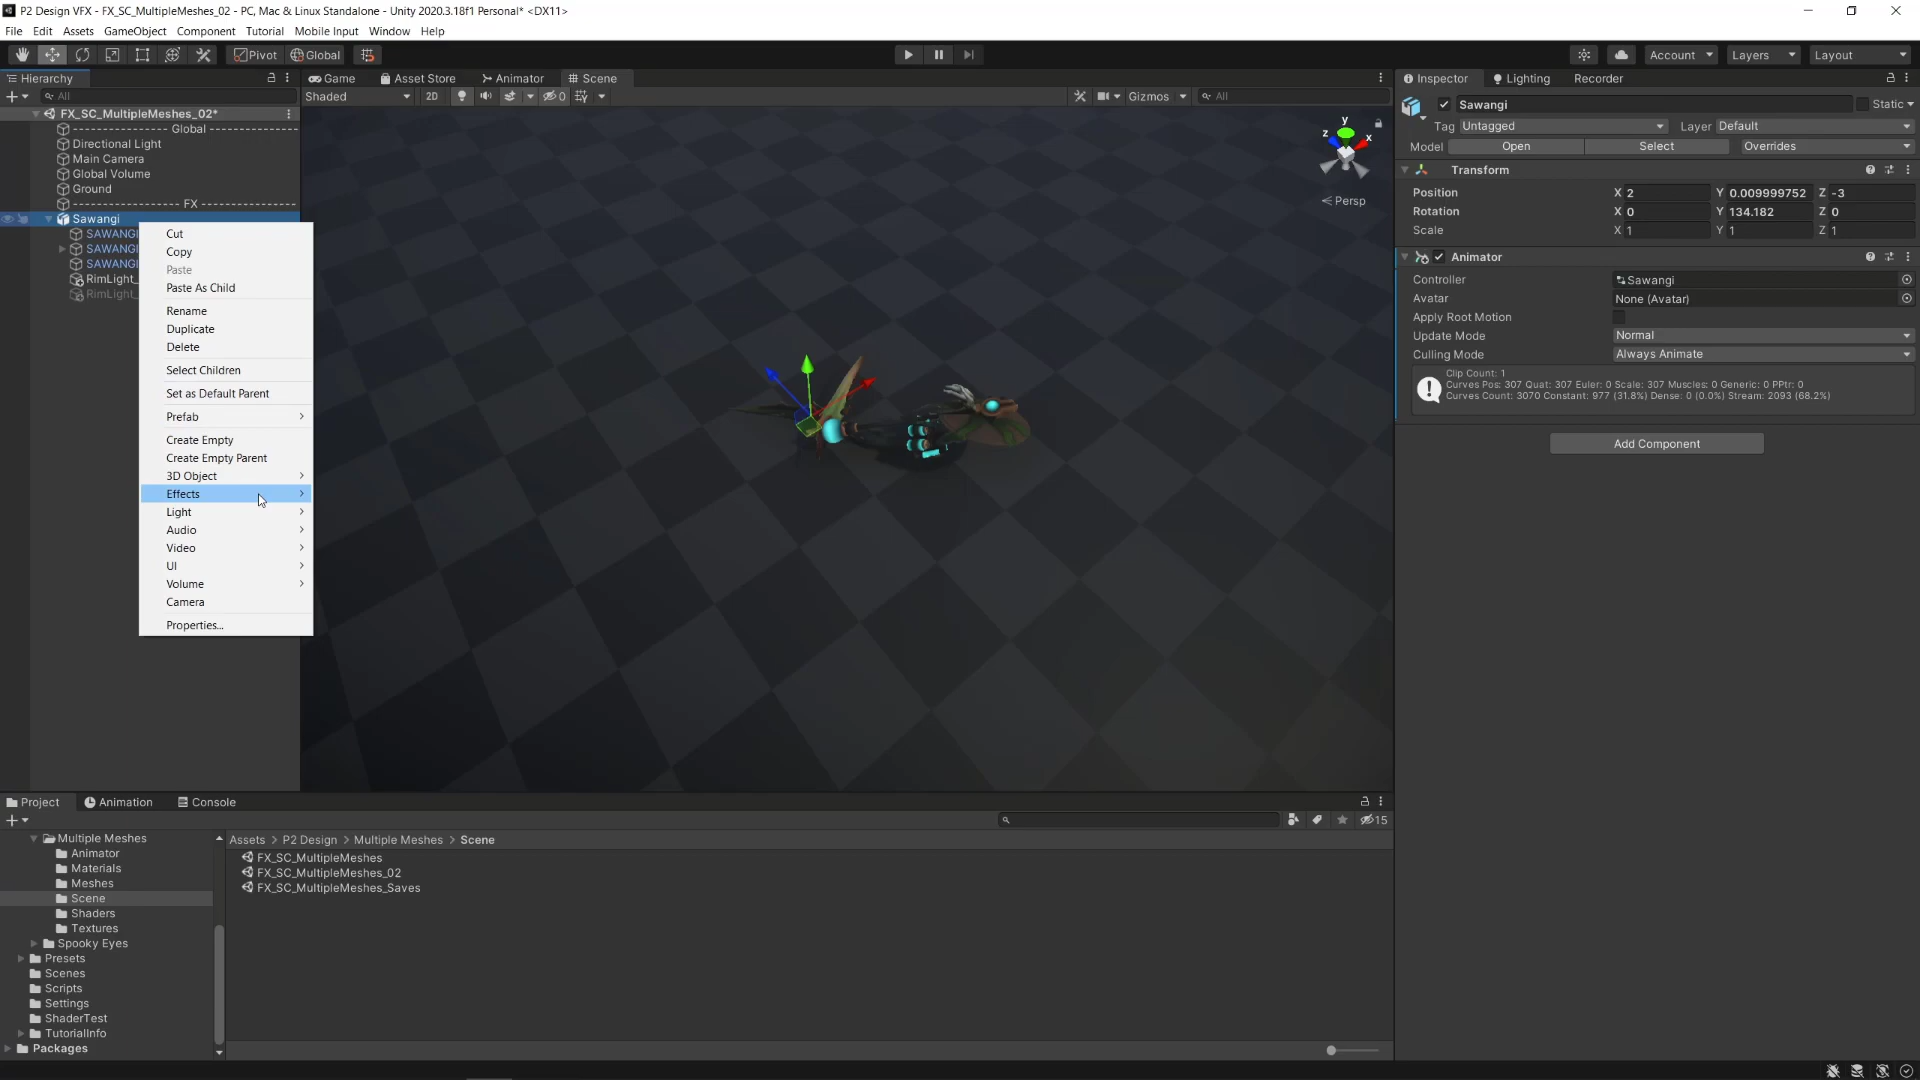 P2 Design VFX - FX_SC_MultipleMeshes_02 - PC, Mac & Linux Standalone - Unity 2020.3.18f1 Personal* <DX11>
File Edit Assets GameObject Component Tutorial Mobile Input Window Help
Pivot Global Account Layers Layout
Hierarchy
All
FX_SC_MultipleMeshes_02*
---------------- Global --------------------
Directional Light
Main Camera
Global Volume
Ground
---------------- FX --------------------
Sawangi
SAWANGI
SAWANGI
SAWANGI
RimLight_
RimLight_
Cut
Copy
Paste
Paste As Child
Rename
Duplicate
Delete
Select Children
Set as Default Parent
Prefab
Create Empty
Create Empty Parent
3D Object
Effects
Light
Audio
Video
UI
Volume
Camera
Properties...
Game Asset Store Animator Scene
Shaded 2D 0 Gizmos All
y
z x
Persp
Inspector Lighting Recorder
Sawangi Static
Tag Untagged Layer Default
Model Open Select Overrides
Transform
Position X 2 Y 0.009999752 Z -3
Rotation X 0 Y 134.182 Z 0
Scale X 1 Y 1 Z 1
Animator
Controller Sawangi
Avatar None (Avatar)
Apply Root Motion
Update Mode Normal
Culling Mode Always Animate
Clip Count: 1
Curves Pos: 307 Quat: 307 Euler: 0 Scale: 307 Muscles: 0 Generic: 0 PPtr: 0
Curves Count: 3070 Constant: 977 (31.8%) Dense: 0 (0.0%) Stream: 2093 (68.2%)
Add Component
Project Animation Console
15
Multiple Meshes
Animator
Materials
Meshes
Scene
Shaders
Textures
Spooky Eyes
Presets
Scenes
Scripts
Settings
ShaderTest
TutorialInfo
Packages
Assets > P2 Design > Multiple Meshes > Scene
FX_SC_MultipleMeshes
FX_SC_MultipleMeshes_02
FX_SC_MultipleMeshes_Saves